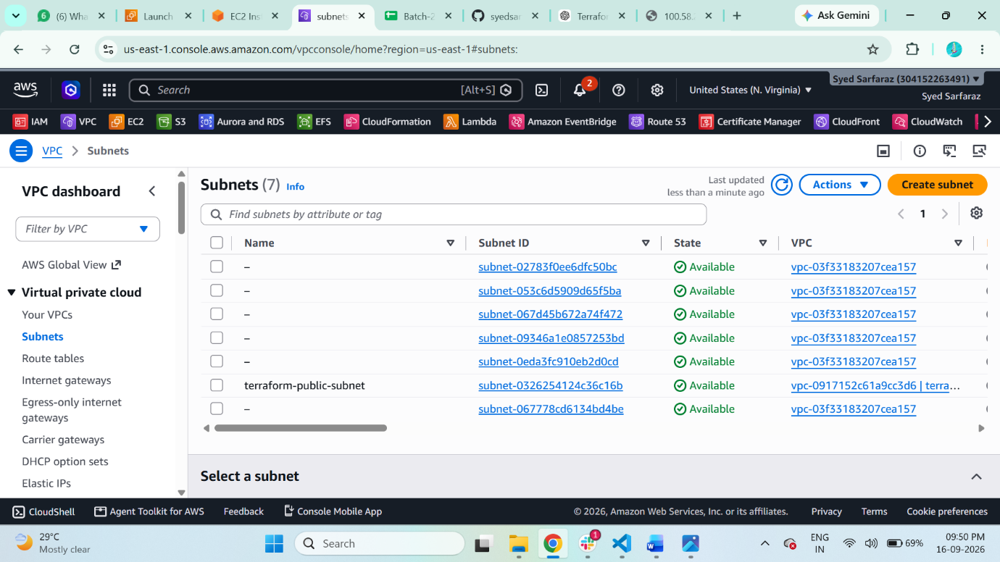 (6) Wha
Launch
EC2 Ins
subnets
Batch-2
syedsar
Terrafor
100.58.
Ask Gemini
us-east-1.console.aws.amazon.com/vpcconsole/home?region=us-east-1#subnets:
aws
Search
[Alt+S]
2
United States (N. Virginia)
Syed Sarfaraz (304152263491)
Syed Sarfaraz
IAM
VPC
EC2
S3
Aurora and RDS
EFS
CloudFormation
Lambda
Amazon EventBridge
Route 53
Certificate Manager
CloudFront
CloudWatch
VPC > Subnets
VPC dashboard
Filter by VPC
AWS Global View
Virtual private cloud
Your VPCs
Subnets
Route tables
Internet gateways
Egress-only internet
gateways
Carrier gateways
DHCP option sets
Elastic IPs
Subnets (7) Info
Last updated
less than a minute ago
Actions
Create subnet
Find subnets by attribute or tag
1
Name Subnet ID State VPC
– subnet-02783f0ee6dfc50bc Available vpc-03f33183207cea157
– subnet-053c6d5909d65f5ba Available vpc-03f33183207cea157
– subnet-067d45b672a74f472 Available vpc-03f33183207cea157
– subnet-09346a1e0857253bd Available vpc-03f33183207cea157
– subnet-0eda3fc910eb2d0cd Available vpc-03f33183207cea157
terraform-public-subnet subnet-0326254124c36c16b Available vpc-0917152c61a9cc3d6 | terra...
– subnet-067778cd6134bd4be Available vpc-03f33183207cea157
Select a subnet
CloudShell
Agent Toolkit for AWS
Feedback
Console Mobile App
© 2026, Amazon Web Services, Inc. or its affiliates.
Privacy
Terms
Cookie preferences
29°C
Mostly clear
Search
1
ENG
IN
69%
09:50 PM
16-09-2026